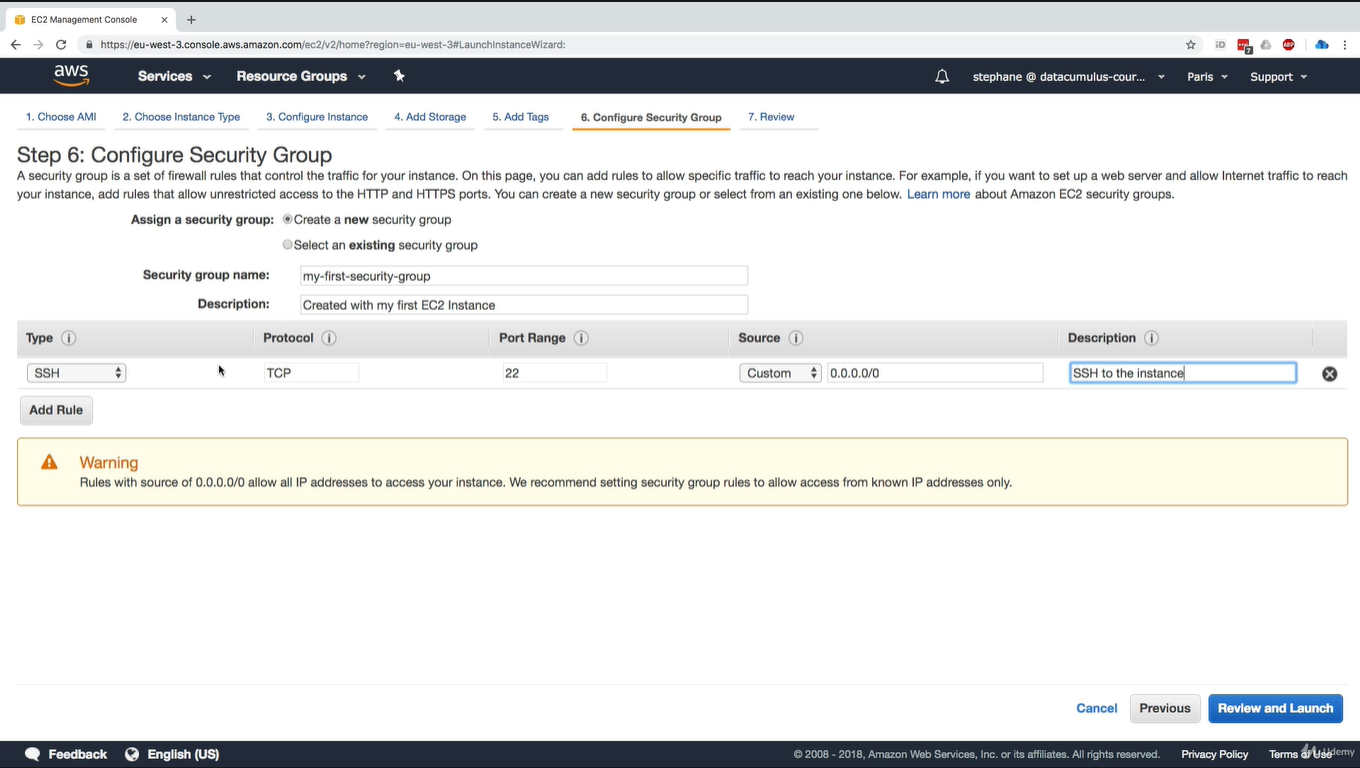 EC2 Management Console
https://eu-west-3.console.aws.amazon.com/ec2/v2/home?region=eu-west-3#LaunchInstanceWizard:
iD 7 ABP
aws Services Resource Groups stephane @ datacumulus-cour... Paris Support
1. Choose AMI 2. Choose Instance Type 3. Configure Instance 4. Add Storage 5. Add Tags 6. Configure Security Group 7. Review
Step 6: Configure Security Group
A security group is a set of firewall rules that control the traffic for your instance. On this page, you can add rules to allow specific traffic to reach your instance. For example, if you want to set up a web server and allow Internet traffic to reach
your instance, add rules that allow unrestricted access to the HTTP and HTTPS ports. You can create a new security group or select from an existing one below. Learn more about Amazon EC2 security groups.
Assign a security group: Create a new security group
Select an existing security group
Security group name: my-first-security-group
Description: Created with my first EC2 Instance
Type i Protocol i Port Range i Source i Description i
SSH TCP 22 Custom 0.0.0.0/0 SSH to the instance
Add Rule
Warning
Rules with source of 0.0.0.0/0 allow all IP addresses to access your instance. We recommend setting security group rules to allow access from known IP addresses only.
Cancel Previous Review and Launch
Feedback English (US) © 2008 - 2018, Amazon Web Services, Inc. or its affiliates. All rights reserved. Privacy Policy Terms of Use
Udemy